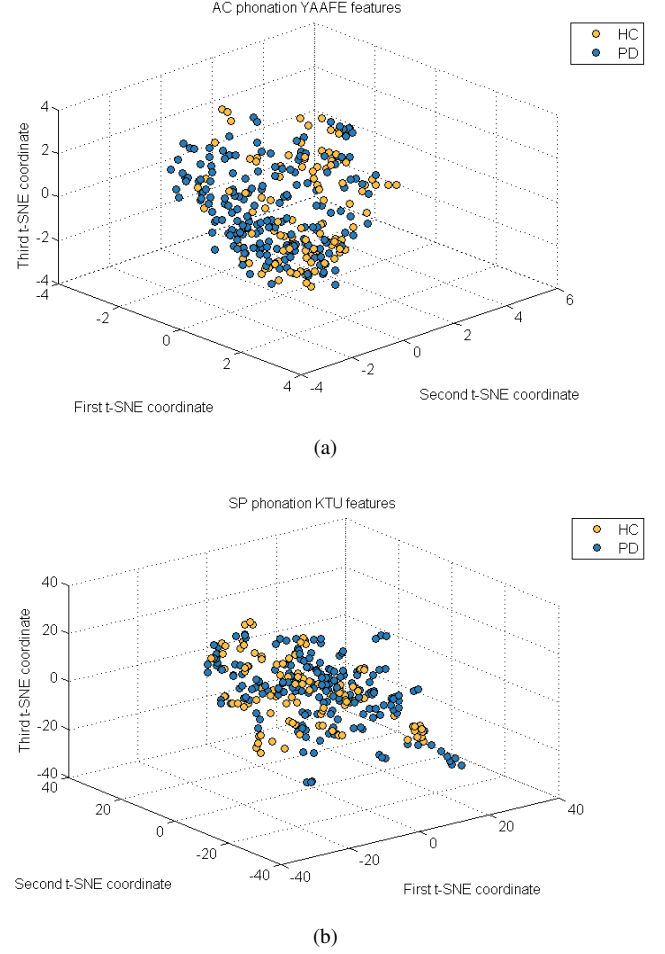 AC phonation YAAFE features
HC
PD
Third t-SNE coordinate
4
2
0
-2
-4
-4
-2
0
2
4
-4
-2
0
2
4
6
First t-SNE coordinate
Second t-SNE coordinate
(a)
SP phonation KTU features
HC
PD
Third t-SNE coordinate
40
20
0
-20
-40
40
20
0
-20
-40
-40
-20
0
20
40
Second t-SNE coordinate
First t-SNE coordinate
(b)